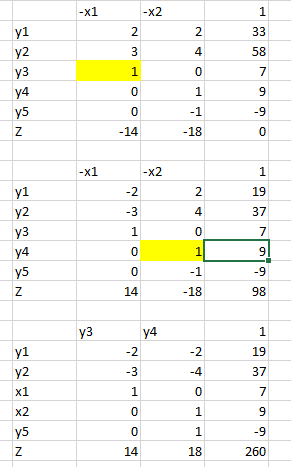 -x1 -x2 1
y1 2 2 33
y2 3 4 58
y3 1 0 7
y4 0 1 9
y5 0 -1 -9
Z -14 -18 0
-x1 -x2 1
y1 -2 2 19
y2 -3 4 37
y3 1 0 7
y4 0 1 9
y5 0 -1 -9
Z 14 -18 98
y3 y4 1
y1 -2 -2 19
y2 -3 -4 37
x1 1 0 7
x2 0 1 9
y5 0 1 -9
Z 14 18 260